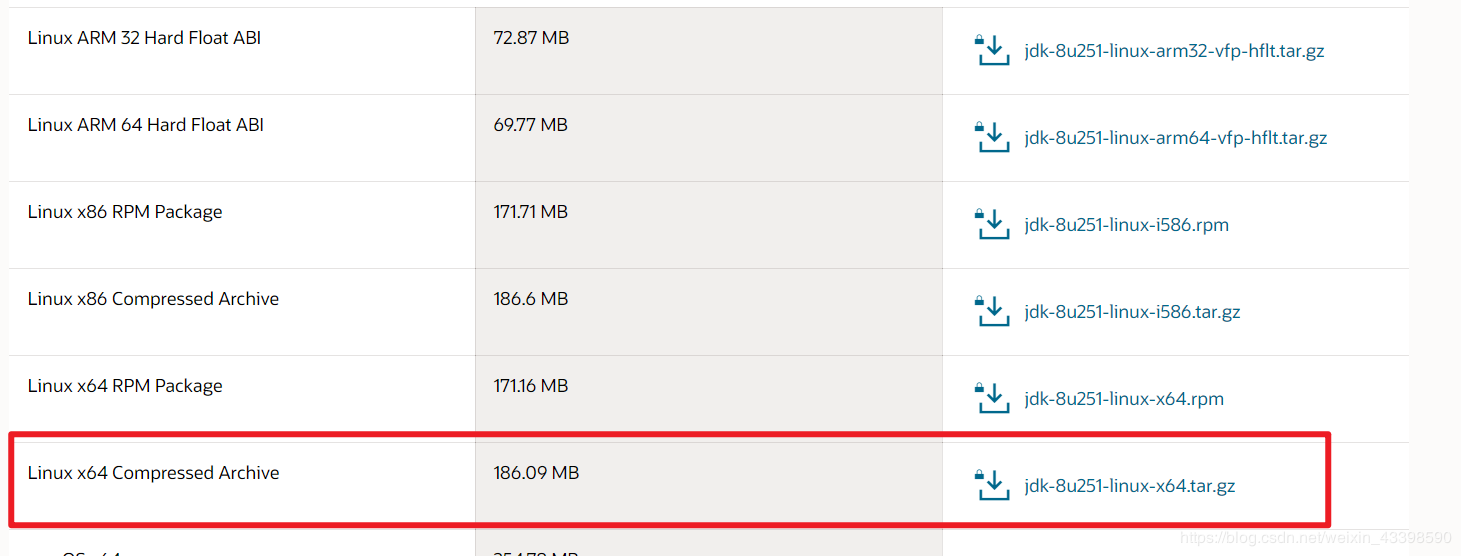 Linux ARM 32 Hard Float ABI 72.87 MB jdk-8u251-linux-arm32-vfp-hflt.tar.gz
Linux ARM 64 Hard Float ABI 69.77 MB jdk-8u251-linux-arm64-vfp-hflt.tar.gz
Linux x86 RPM Package 171.71 MB jdk-8u251-linux-i586.rpm
Linux x86 Compressed Archive 186.6 MB jdk-8u251-linux-i586.tar.gz
Linux x64 RPM Package 171.16 MB jdk-8u251-linux-x64.rpm
Linux x64 Compressed Archive 186.09 MB jdk-8u251-linux-x64.tar.gz
https://blog.csdn.net/weixin_43398590